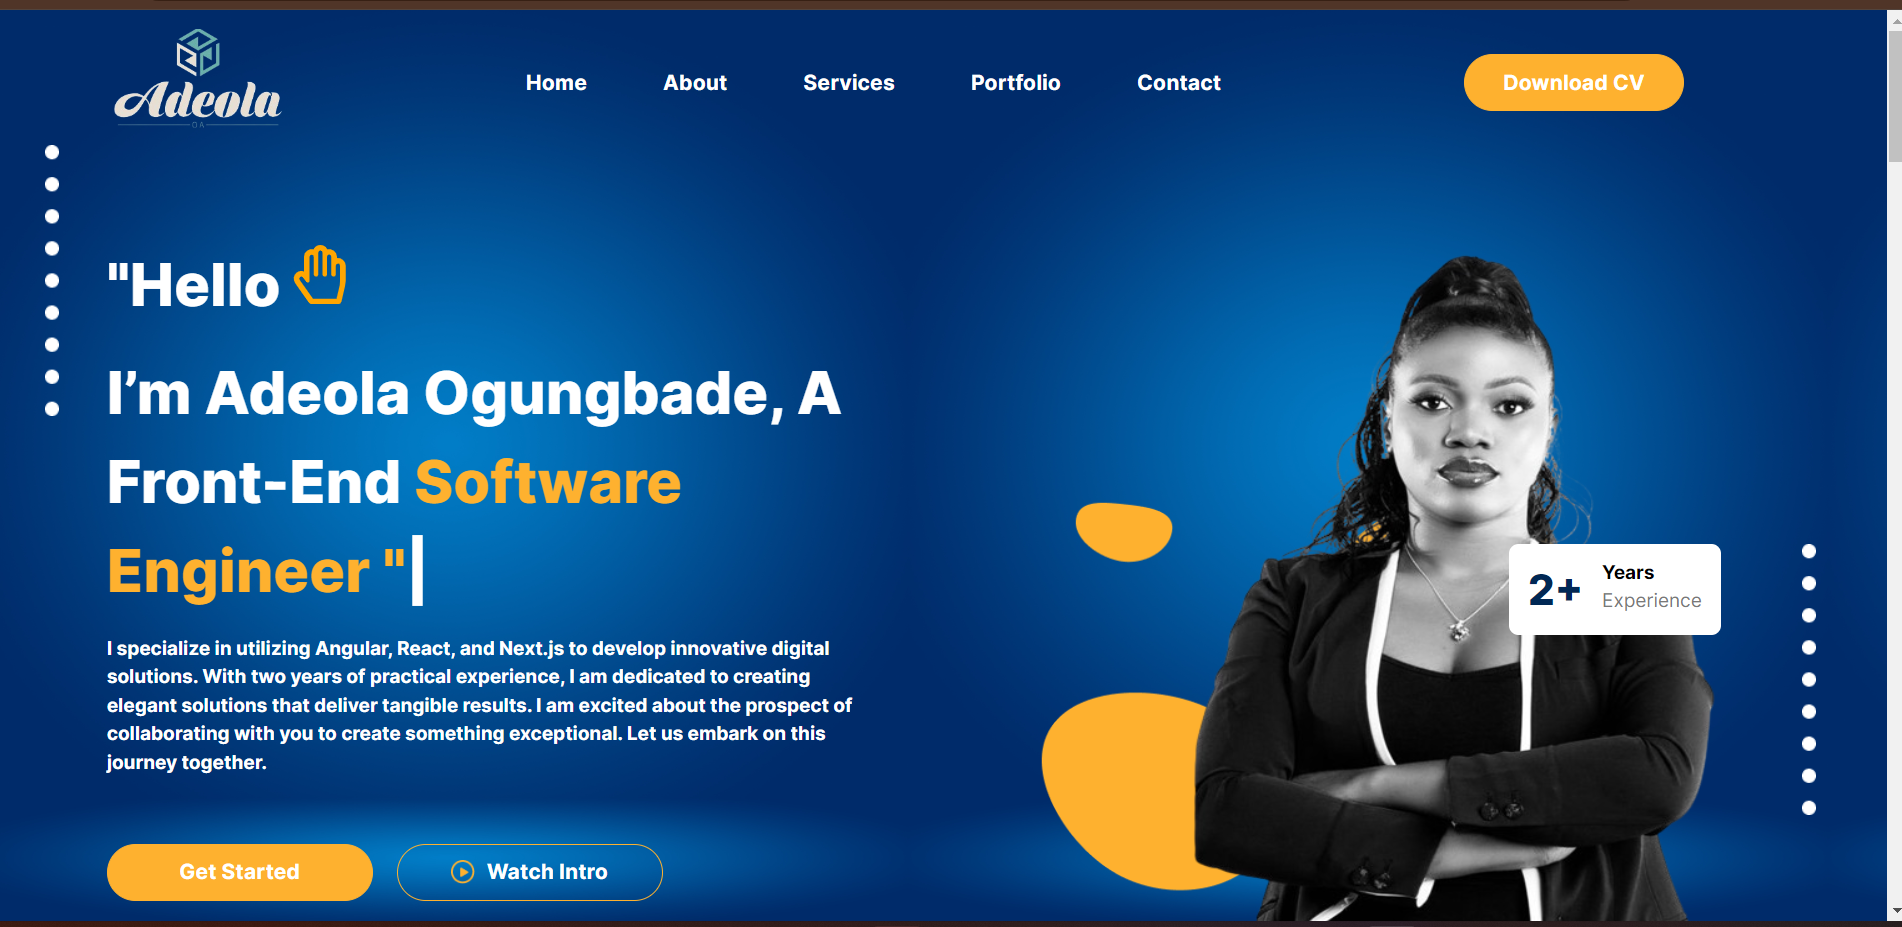 Adeola
OA
Home
About
Services
Portfolio
Contact
Download CV
"Hello
I’m Adeola Ogungbade, A
Front-End Software
Engineer "
I specialize in utilizing Angular, React, and Next.js to develop innovative digital
solutions. With two years of practical experience, I am dedicated to creating
elegant solutions that deliver tangible results. I am excited about the prospect of
collaborating with you to create something exceptional. Let us embark on this
journey together.
Get Started
Watch Intro
2+
Years
Experience